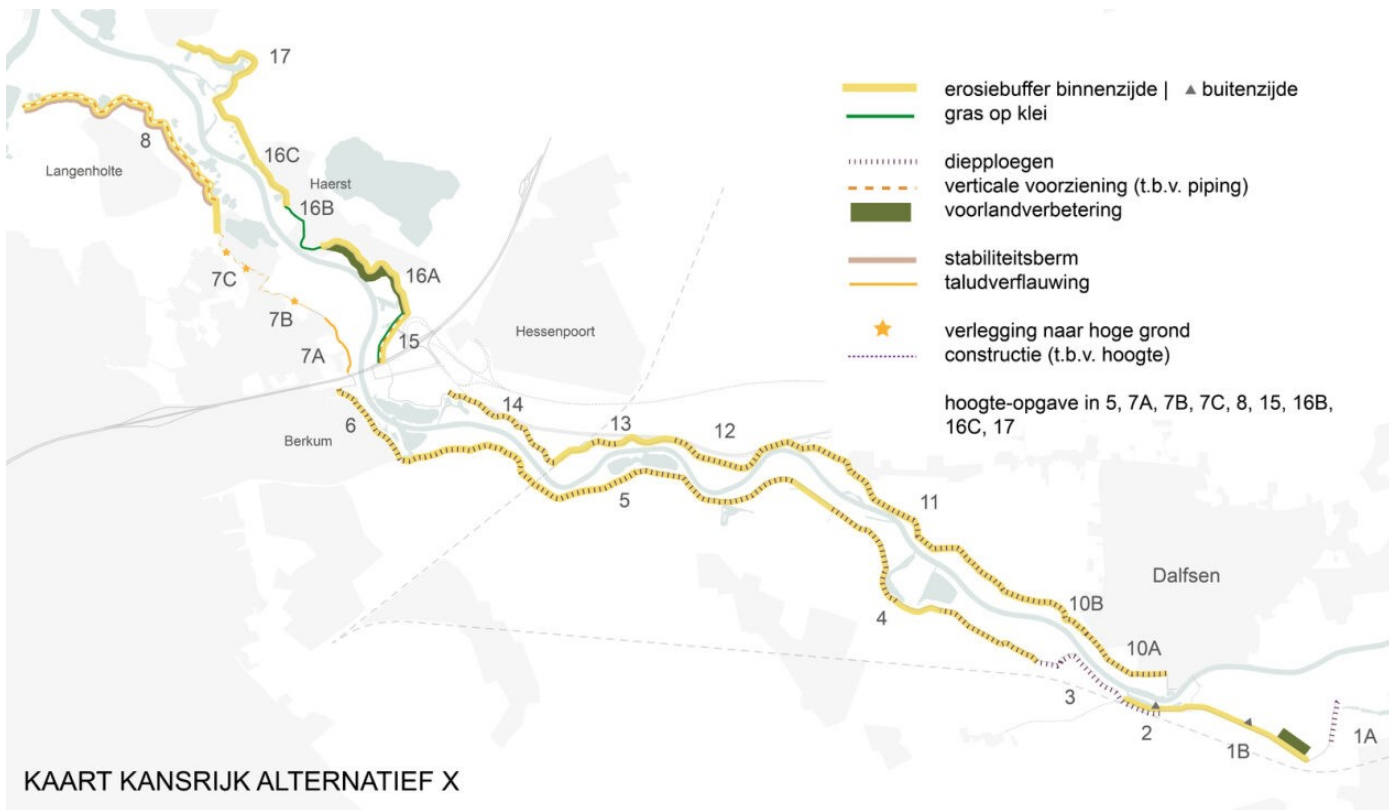 17
8
16C
Langenholte
Haerst
16B
7C
16A
7B
Hessenpoort
15
7A
14
6
13
12
Berkum
5
11
Dalfsen
10B
4
10A
3
2
1B
1A
erosiebuffer binnenzijde | ▲ buitenzijde
gras op klei
diepploegen
verticale voorziening (t.b.v. piping)
voorlandverbetering
stabiliteitsberm
taludverflauwing
verlegging naar hoge grond
constructie (t.b.v. hoogte)
hoogte-opgave in 5, 7A, 7B, 7C, 8, 15, 16B,
16C, 17
KAART KANSRIJK ALTERNATIEF X